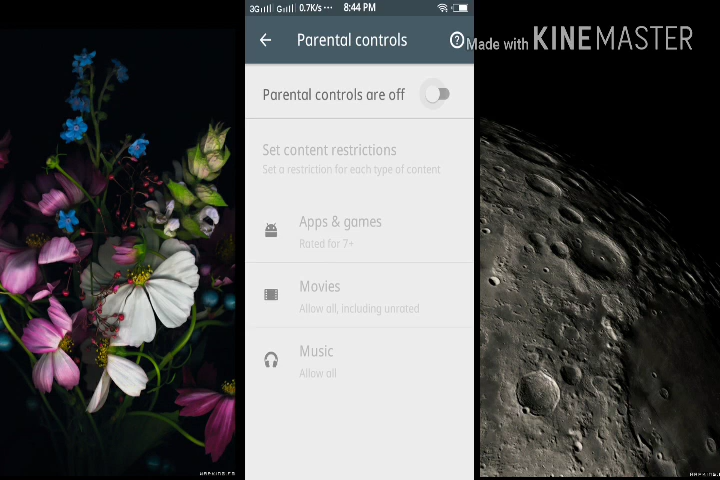 3G 0.7K/s ··· 8:44 PM
Parental controls
Made with KINEMASTER
Parental controls are off
Set content restrictions
Set a restriction for each type of content
Apps & games
Rated for 7+
Movies
Allow all, including unrated
Music
Allow all